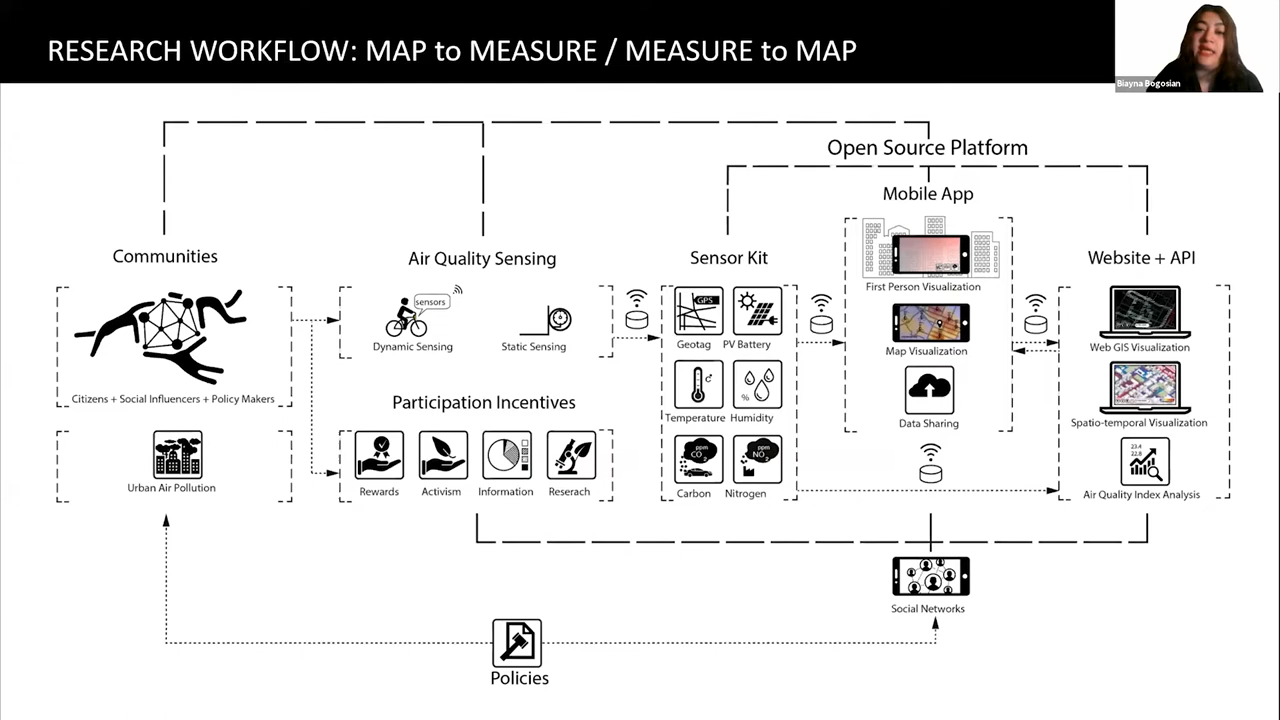 RESEARCH WORKFLOW: MAP to MEASURE / MEASURE to MAP
Biayna Bogosian
Open Source Platform
Mobile App
Communities
Air Quality Sensing
Sensor Kit
Website + API
First Person Visualization
sensors
GPS
Dynamic Sensing
Static Sensing
Geotag
PV Battery
Map Visualization
Web GIS Visualization
Citizens + Social Influencers + Policy Makers
Participation Incentives
%
Temperature
Humidity
Data Sharing
Spatio-temporal Visualization
ppm
CO2
ppm
NO2
23.4
22.8
Urban Air Pollution
Rewards
Activism
Information
Reserach
Carbon
Nitrogen
Air Quality Index Analysis
Social Networks
Policies